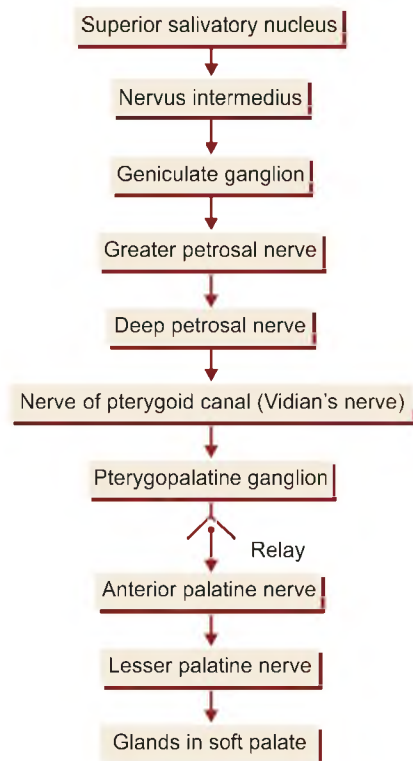 Superior salivatory nucleus
Nervus intermedius
Geniculate ganglion
Greater petrosal nerve
Deep petrosal nerve
Nerve of pterygoid canal (Vidian's nerve)
Pterygopalatine ganglion
Relay
Anterior palatine nerve
Lesser palatine nerve
Glands in soft palate